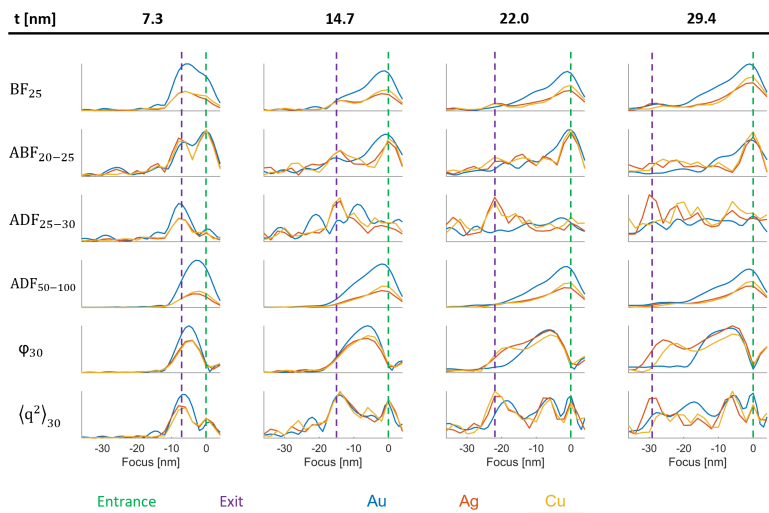 t [nm] 7.3 14.7 22.0 29.4
BF25
ABF20−25
ADF25−30
ADF50−100
φ30
⟨q²⟩30
-30 -20 -10 0 -30 -20 -10 0 -30 -20 -10 0 -30 -20 -10 0
Focus [nm] Focus [nm] Focus [nm] Focus [nm]
Entrance Exit Au Ag Cu